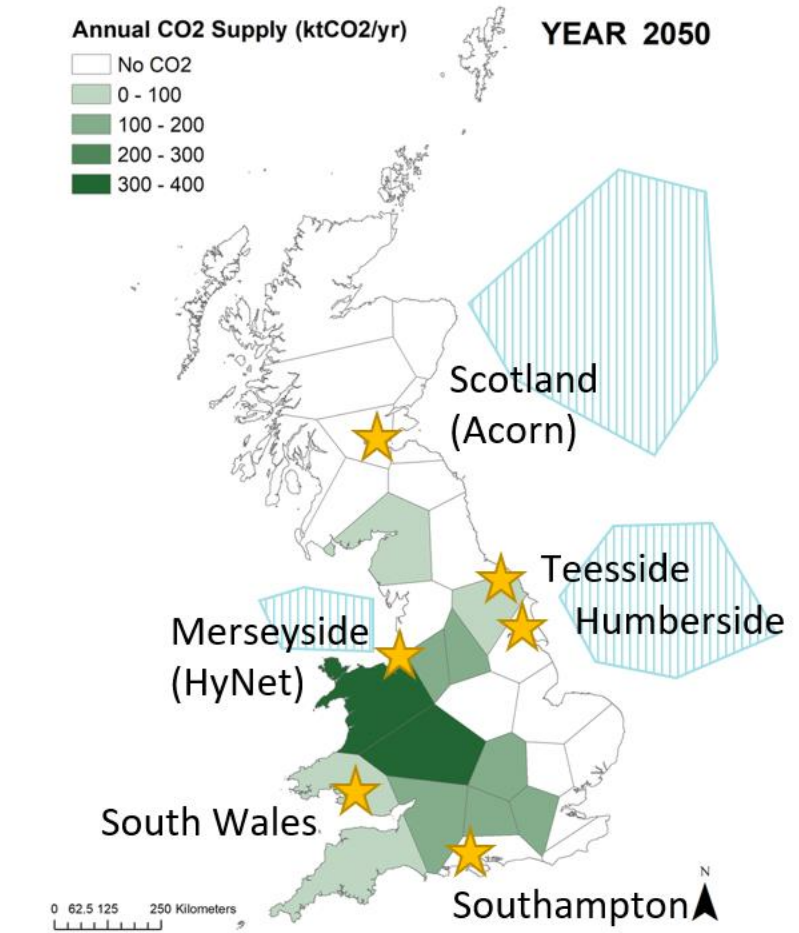 Annual CO2 Supply (ktCO2/yr)
YEAR 2050
No CO2
0 - 100
100 - 200
200 - 300
300 - 400
Scotland
(Acorn)
Teesside
Humberside
Merseyside
(HyNet)
South Wales
Southampton
N
0 62.5 125 250 Kilometers